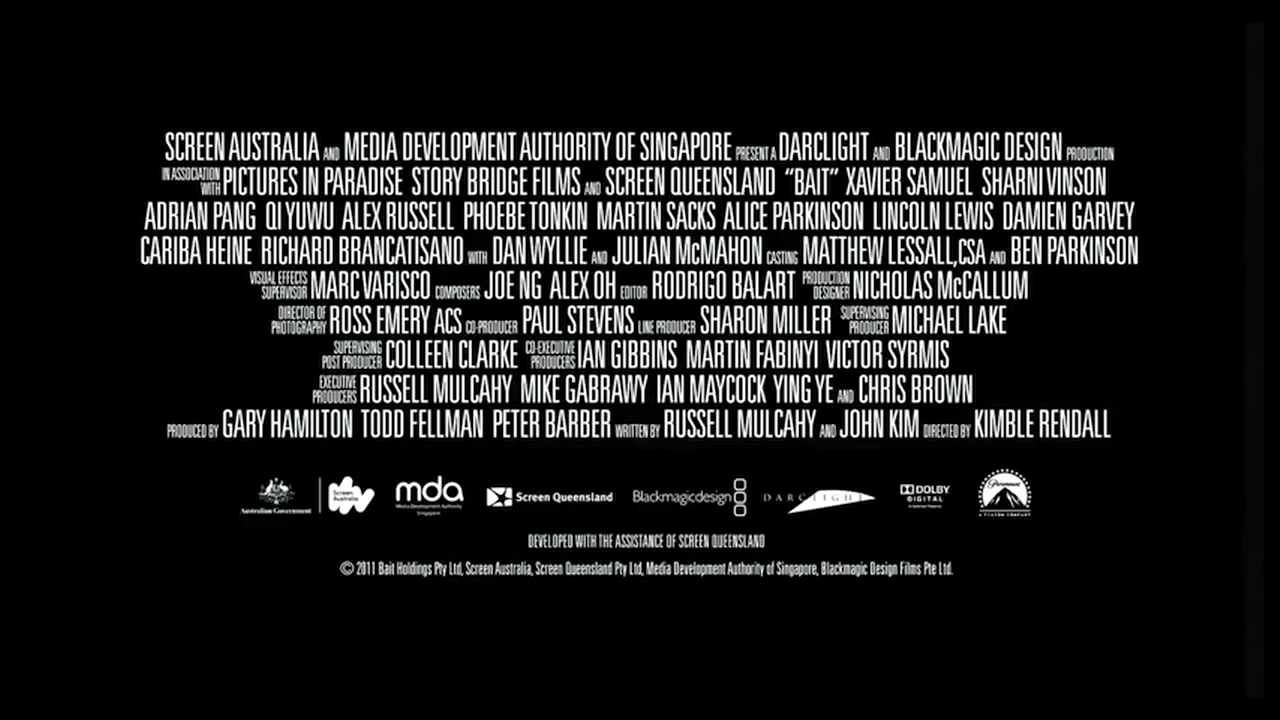 SCREEN AUSTRALIA AND MEDIA DEVELOPMENT AUTHORITY OF SINGAPORE PRESENT A DARCLIGHT AND BLACKMAGIC DESIGN PRODUCTION
IN ASSOCIATION WITH PICTURES IN PARADISE STORY BRIDGE FILMS AND SCREEN QUEENSLAND “BAIT” XAVIER SAMUEL SHARNI VINSON
ADRIAN PANG QI YUWU ALEX RUSSELL PHOEBE TONKIN MARTIN SACKS ALICE PARKINSON LINCOLN LEWIS DAMIEN GARVEY
CARIBA HEINE RICHARD BRANCATISANO WITH DAN WYLLIE AND JULIAN McMAHON CASTING MATTHEW LESSALL,CSA AND BEN PARKINSON
VISUAL EFFECTS SUPERVISOR MARC VARISCO COMPOSERS JOE NG ALEX OH EDITOR RODRIGO BALART PRODUCTION DESIGNER NICHOLAS McCALLUM
DIRECTOR OF PHOTOGRAPHY ROSS EMERY ACS CO-PRODUCER PAUL STEVENS LINE PRODUCER SHARON MILLER SUPERVISING PRODUCER MICHAEL LAKE
SUPERVISING POST PRODUCER COLLEEN CLARKE CO-EXECUTIVE PRODUCERS IAN GIBBINS MARTIN FABINYI VICTOR SYRMIS
EXECUTIVE PRODUCERS RUSSELL MULCAHY MIKE GABRAWY IAN MAYCOCK YING YE AND CHRIS BROWN
PRODUCED BY GARY HAMILTON TODD FELLMAN PETER BARBER WRITTEN BY RUSSELL MULCAHY AND JOHN KIM DIRECTED BY KIMBLE RENDALL
Australian Government Screen Australia mda Media Development Authority Singapore Screen Queensland Blackmagicdesign DARCLIGHT DOLBY DIGITAL Paramount
DEVELOPED WITH THE ASSISTANCE OF SCREEN QUEENSLAND
© 2011 Bait Holdings Pty Ltd, Screen Australia, Screen Queensland Pty Ltd, Media Development Authority of Singapore, Blackmagic Design Films Pte Ltd.